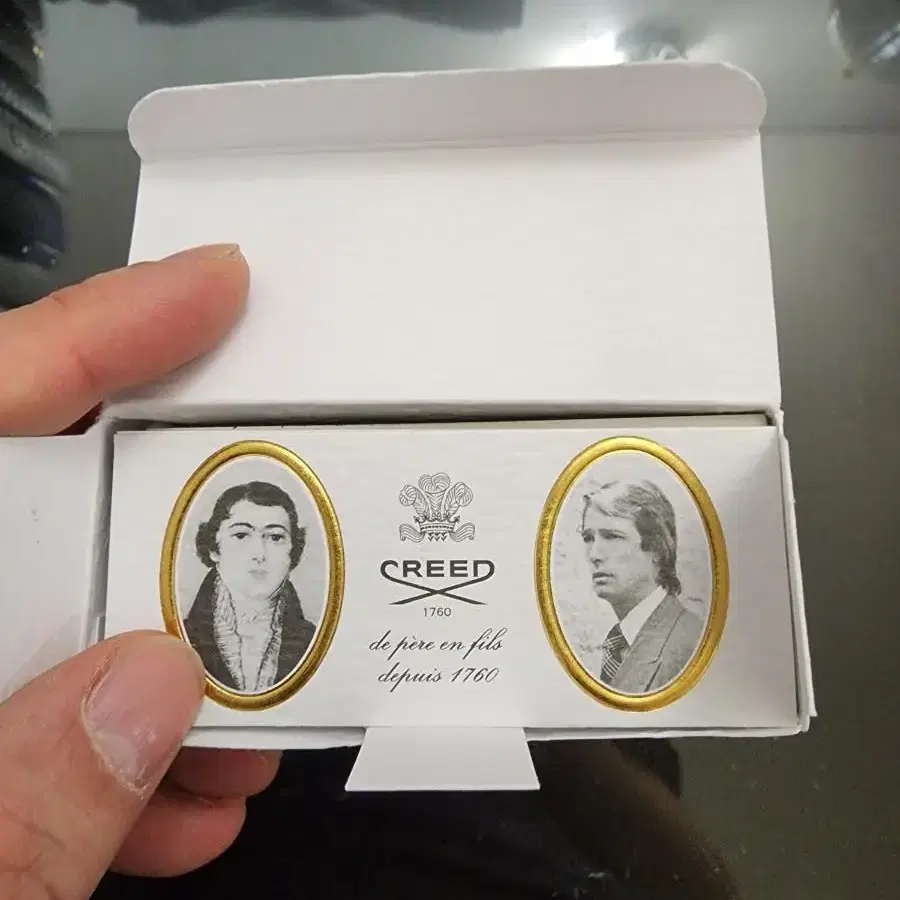 CREED
1760
de père en fils
depuis 1760